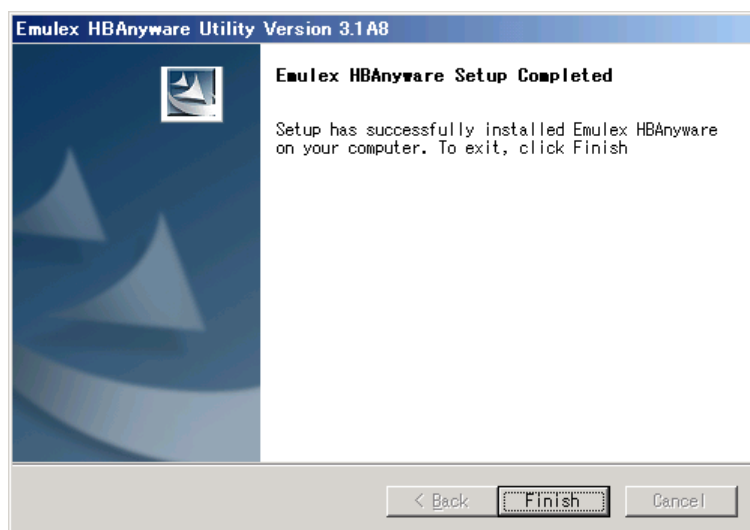 Emulex HBAnyware Utility Version 3.1A8
Emulex HBAnyware Setup Completed
Setup has successfully installed Emulex HBAnyware
on your computer. To exit, click Finish
< Back
Finish
Cancel